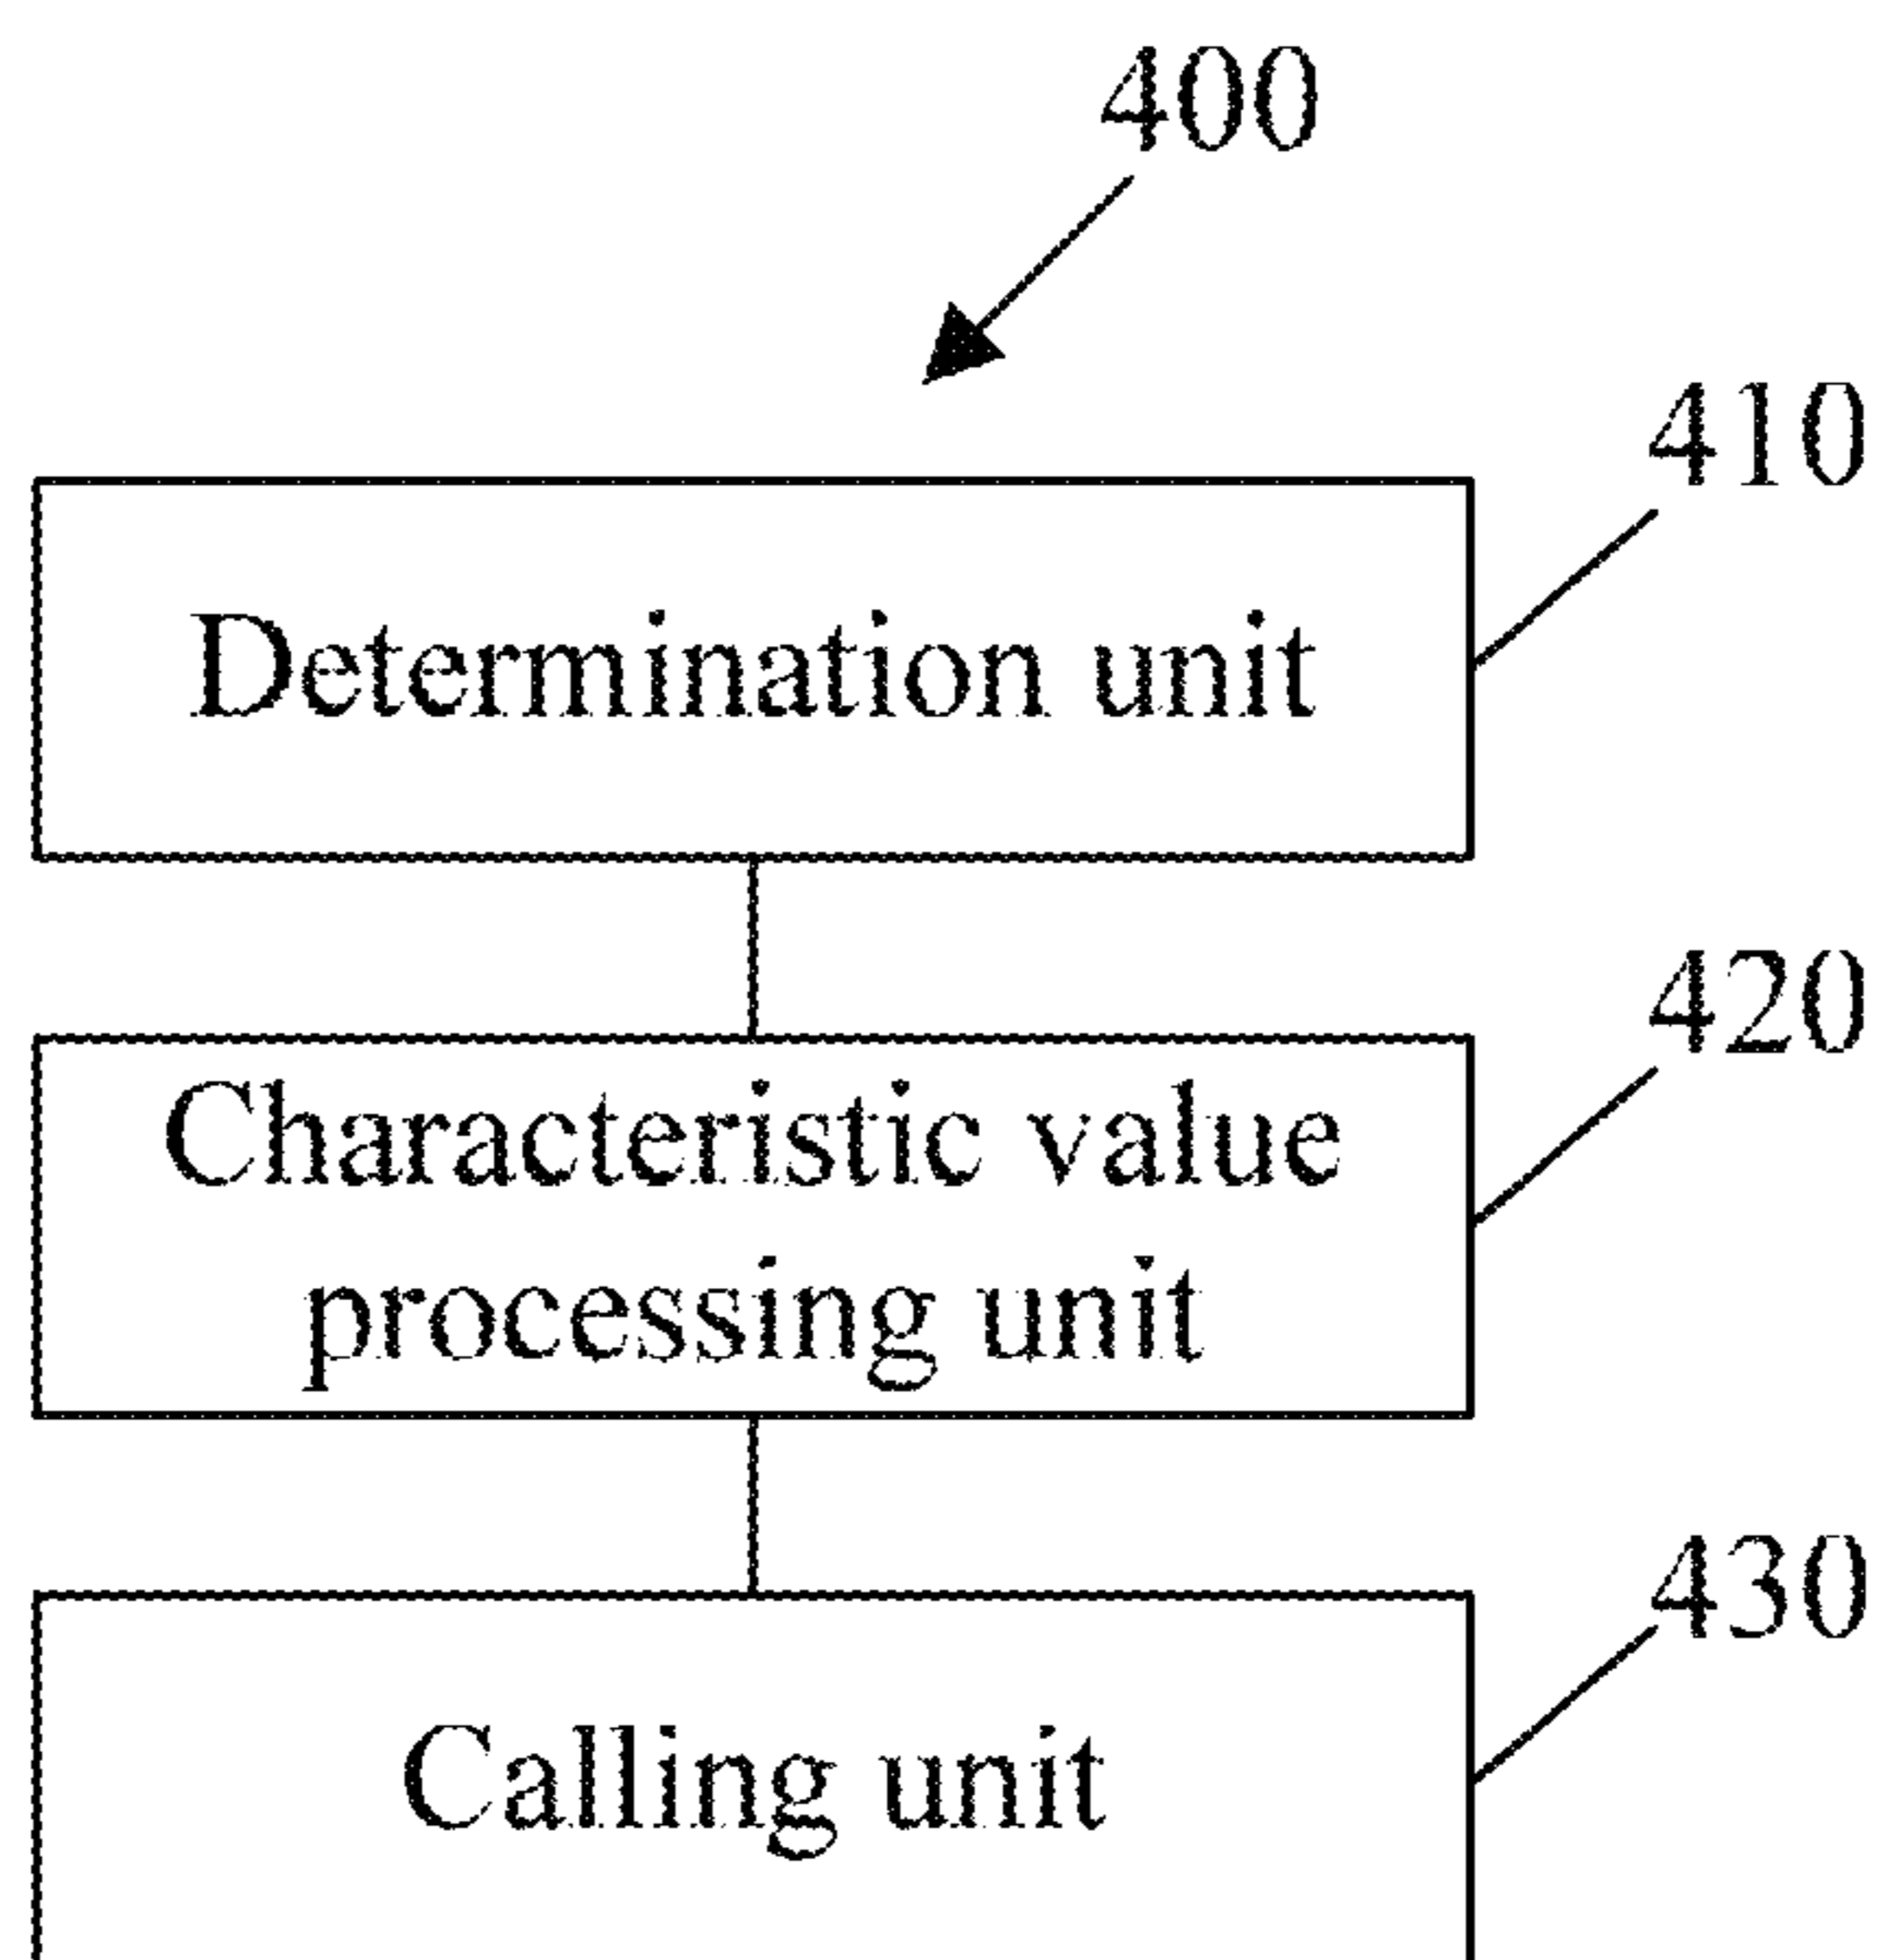 400
410
Determination unit
420
Characteristic value
processing unit
430
Calling unit